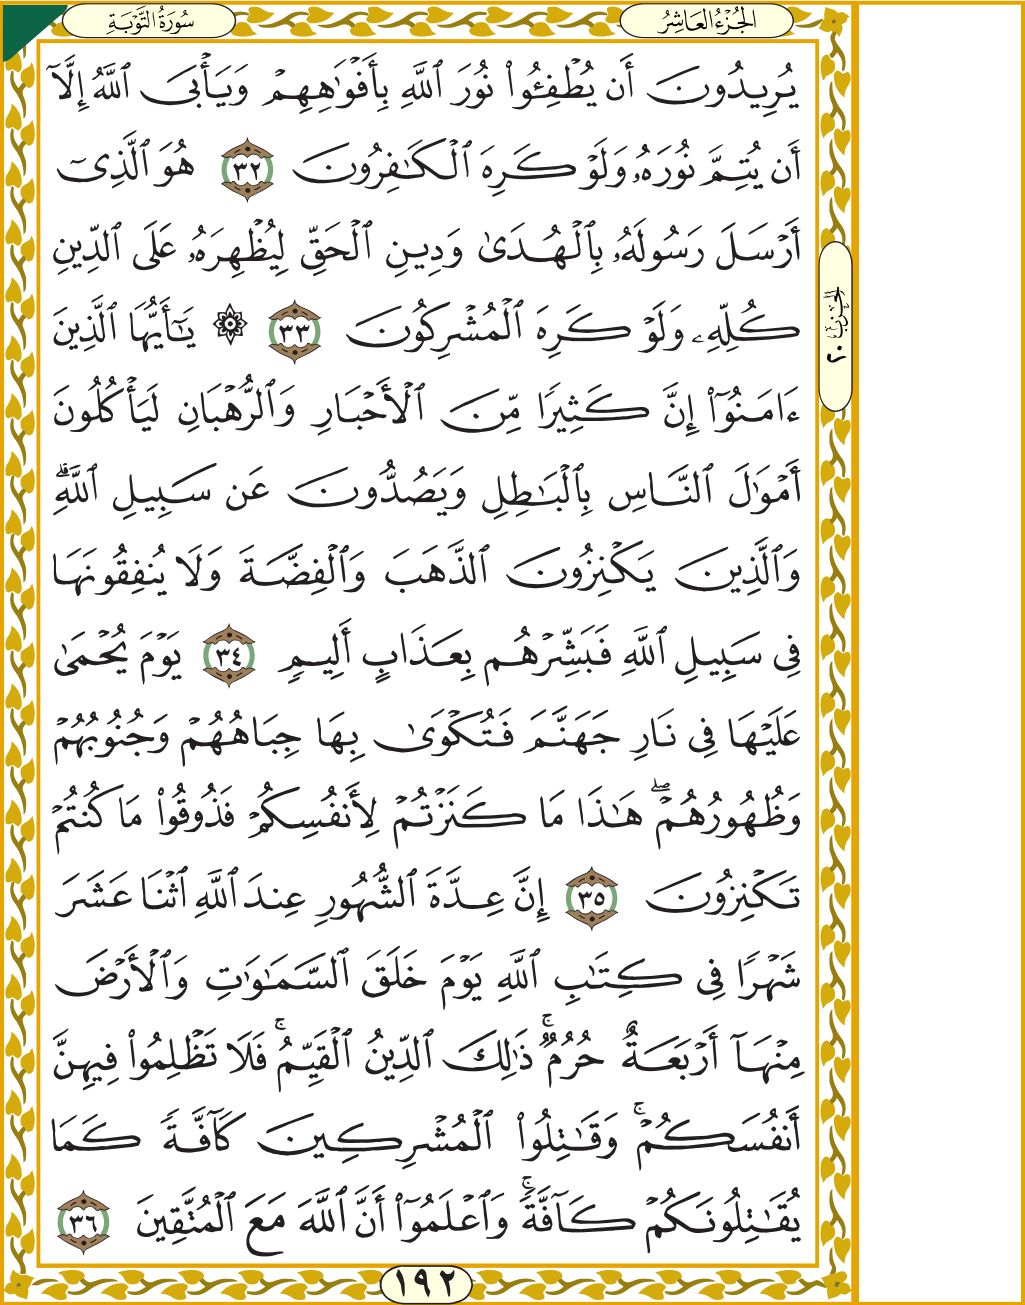 الجُزْءُ العَاشِرُ
سُورَةُ التَّوْبَةِ
يُرِيدُونَ أَن يُطْفِـُٔوا۟ نُورَ ٱللَّهِ بِأَفْوَٰهِهِمْ وَيَأْبَى ٱللَّهُ إِلَّآ
أَن يُتِمَّ نُورَهُۥ وَلَوْ كَرِهَ ٱلْكَـٰفِرُونَ ٣٢ هُوَ ٱلَّذِىٓ
أَرْسَلَ رَسُولَهُۥ بِٱلْهُدَىٰ وَدِينِ ٱلْحَقِّ لِيُظْهِرَهُۥ عَلَى ٱلدِّينِ
كُلِّهِۦ وَلَوْ كَرِهَ ٱلْمُشْرِكُونَ ٣٣ ۞ يَـٰٓأَيُّهَا ٱلَّذِينَ
ءَامَنُوٓا۟ إِنَّ كَثِيرًا مِّنَ ٱلْأَحْبَارِ وَٱلرُّهْبَانِ لَيَأْكُلُونَ
أَمْوَٰلَ ٱلنَّاسِ بِٱلْبَـٰطِلِ وَيَصُدُّونَ عَن سَبِيلِ ٱللَّهِ ۗ
وَٱلَّذِينَ يَكْنِزُونَ ٱلذَّهَبَ وَٱلْفِضَّةَ وَلَا يُنفِقُونَهَا
فِى سَبِيلِ ٱللَّهِ فَبَشِّرْهُم بِعَذَابٍ أَلِيمٍ ٣٤ يَوْمَ يُحْمَىٰ
عَلَيْهَا فِى نَارِ جَهَنَّمَ فَتُكْوَىٰ بِهَا جِبَاهُهُمْ وَجُنُوبُهُمْ
وَظُهُورُهُمْ ۖ هَـٰذَا مَا كَنَزْتُمْ لِأَنفُسِكُمْ فَذُوقُوا۟ مَا كُنتُمْ
تَكْنِزُونَ ٣٥ إِنَّ عِدَّةَ ٱلشُّهُورِ عِندَ ٱللَّهِ ٱثْنَا عَشَرَ
شَهْرًا فِى كِتَـٰبِ ٱللَّهِ يَوْمَ خَلَقَ ٱلسَّمَـٰوَٰتِ وَٱلْأَرْضَ
مِنْهَآ أَرْبَعَةٌ حُرُمٌ ۚ ذَٰلِكَ ٱلدِّينُ ٱلْقَيِّمُ ۚ فَلَا تَظْلِمُوا۟ فِيهِنَّ
أَنفُسَكُمْ ۚ وَقَـٰتِلُوا۟ ٱلْمُشْرِكِينَ كَآفَّةً كَمَا
يُقَـٰتِلُونَكُمْ كَآفَّةً ۚ وَٱعْلَمُوٓا۟ أَنَّ ٱللَّهَ مَعَ ٱلْمُتَّقِينَ ٣٦
الحِزْبُ ٢٠
١٩٢